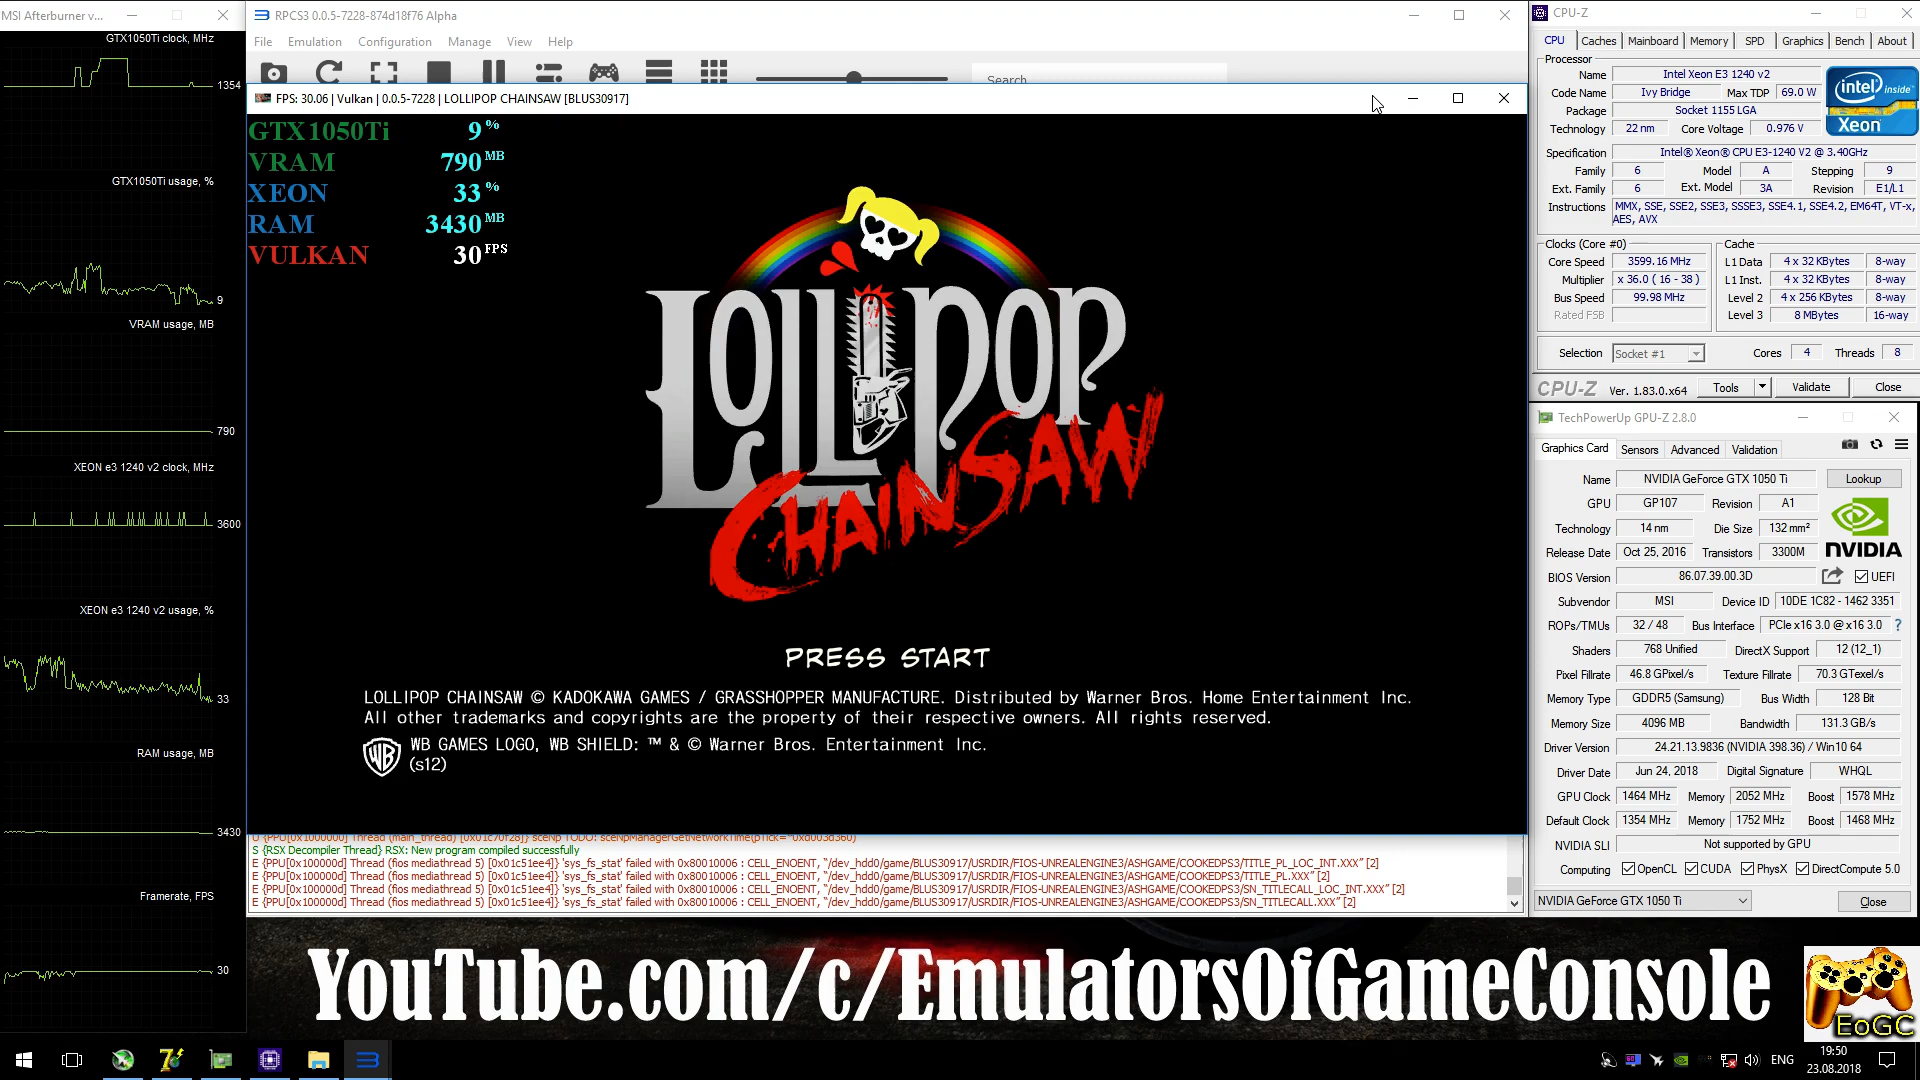 MSI Afterburner v...
GTX1050Ti clock, MHz
1354
GTX1050Ti usage, %
9
VRAM usage, MB
790
XEON e3 1240 v2 clock, MHz
3600
XEON e3 1240 v2 usage, %
33
RAM usage, MB
3430
Framerate, FPS
30
RPCS3 0.0.5-7228-874d18f76 Alpha
File Emulation Configuration Manage View Help
Search
FPS: 30.06 | Vulkan | 0.0.5-7228 | LOLLIPOP CHAINSAW [BLUS30917]
GTX1050Ti 9 %
VRAM 790 MB
XEON 33 %
RAM 3430 MB
VULKAN 30 FPS
LOLLIPOP
CHAINSAW
PRESS START
LOLLIPOP CHAINSAW © KADOKAWA GAMES / GRASSHOPPER MANUFACTURE. Distributed by Warner Bros. Home Entertainment Inc.
All other trademarks and copyrights are the property of their respective owners. All rights reserved.
WB GAMES LOGO, WB SHIELD: ™ & © Warner Bros. Entertainment Inc.
(s12)
WB
U {PPU[0x1000000] Thread (main_thread) [0x01c70f28]} sceNp TODO: sceNpManagerGetNetworkTime(pTick=*0xd003d360)
S {RSX Decompiler Thread} RSX: New program compiled successfully
E {PPU[0x100000d] Thread (fios mediathread 5) [0x01c51ee4]} 'sys_fs_stat' failed with 0x80010006 : CELL_ENOENT, “/dev_hdd0/game/BLUS30917/USRDIR/FIOS-UNREALENGINE3/ASHGAME/COOKEDPS3/TITLE_PL_LOC_INT.XXX” [2]
E {PPU[0x100000d] Thread (fios mediathread 5) [0x01c51ee4]} 'sys_fs_stat' failed with 0x80010006 : CELL_ENOENT, “/dev_hdd0/game/BLUS30917/USRDIR/FIOS-UNREALENGINE3/ASHGAME/COOKEDPS3/TITLE_PL.XXX” [2]
E {PPU[0x100000d] Thread (fios mediathread 5) [0x01c51ee4]} 'sys_fs_stat' failed with 0x80010006 : CELL_ENOENT, “/dev_hdd0/game/BLUS30917/USRDIR/FIOS-UNREALENGINE3/ASHGAME/COOKEDPS3/SN_TITLECALL_LOC_INT.XXX” [2]
E {PPU[0x100000d] Thread (fios mediathread 5) [0x01c51ee4]} 'sys_fs_stat' failed with 0x80010006 : CELL_ENOENT, “/dev_hdd0/game/BLUS30917/USRDIR/FIOS-UNREALENGINE3/ASHGAME/COOKEDPS3/SN_TITLECALL.XXX” [2]
CPU-Z
CPU Caches Mainboard Memory SPD Graphics Bench About
Processor
Name Intel Xeon E3 1240 v2
Code Name Ivy Bridge Max TDP 69.0 W
Package Socket 1155 LGA
Technology 22 nm Core Voltage 0.976 V
intel inside™
Xeon
Specification Intel® Xeon® CPU E3-1240 V2 @ 3.40GHz
Family 6 Model A Stepping 9
Ext. Family 6 Ext. Model 3A Revision E1/L1
Instructions MMX, SSE, SSE2, SSE3, SSSE3, SSE4.1, SSE4.2, EM64T, VT-x,
AES, AVX
Clocks (Core #0) Cache
Core Speed 3599.16 MHz L1 Data 4 x 32 KBytes 8-way
Multiplier x 36.0 ( 16 - 38 ) L1 Inst. 4 x 32 KBytes 8-way
Bus Speed 99.98 MHz Level 2 4 x 256 KBytes 8-way
Rated FSB Level 3 8 MBytes 16-way
Selection Socket #1 Cores 4 Threads 8
CPU-Z Ver. 1.83.0.x64 Tools Validate Close
TechPowerUp GPU-Z 2.8.0
Graphics Card Sensors Advanced Validation
Name NVIDIA GeForce GTX 1050 Ti Lookup
GPU GP107 Revision A1
Technology 14 nm Die Size 132 mm²
Release Date Oct 25, 2016 Transistors 3300M
NVIDIA
BIOS Version 86.07.39.00.3D UEFI
Subvendor MSI Device ID 10DE 1C82 - 1462 3351
ROPs/TMUs 32 / 48 Bus Interface PCIe x16 3.0 @ x16 3.0 ?
Shaders 768 Unified DirectX Support 12 (12_1)
Pixel Fillrate 46.8 GPixel/s Texture Fillrate 70.3 GTexel/s
Memory Type GDDR5 (Samsung) Bus Width 128 Bit
Memory Size 4096 MB Bandwidth 131.3 GB/s
Driver Version 24.21.13.9836 (NVIDIA 398.36) / Win10 64
Driver Date Jun 24, 2018 Digital Signature WHQL
GPU Clock 1464 MHz Memory 2052 MHz Boost 1578 MHz
Default Clock 1354 MHz Memory 1752 MHz Boost 1468 MHz
NVIDIA SLI Not supported by GPU
Computing OpenCL CUDA PhysX DirectCompute 5.0
NVIDIA GeForce GTX 1050 Ti Close
YouTube.com/c/EmulatorsOfGameConsole
EoGC
ENG
19:50
23.08.2018